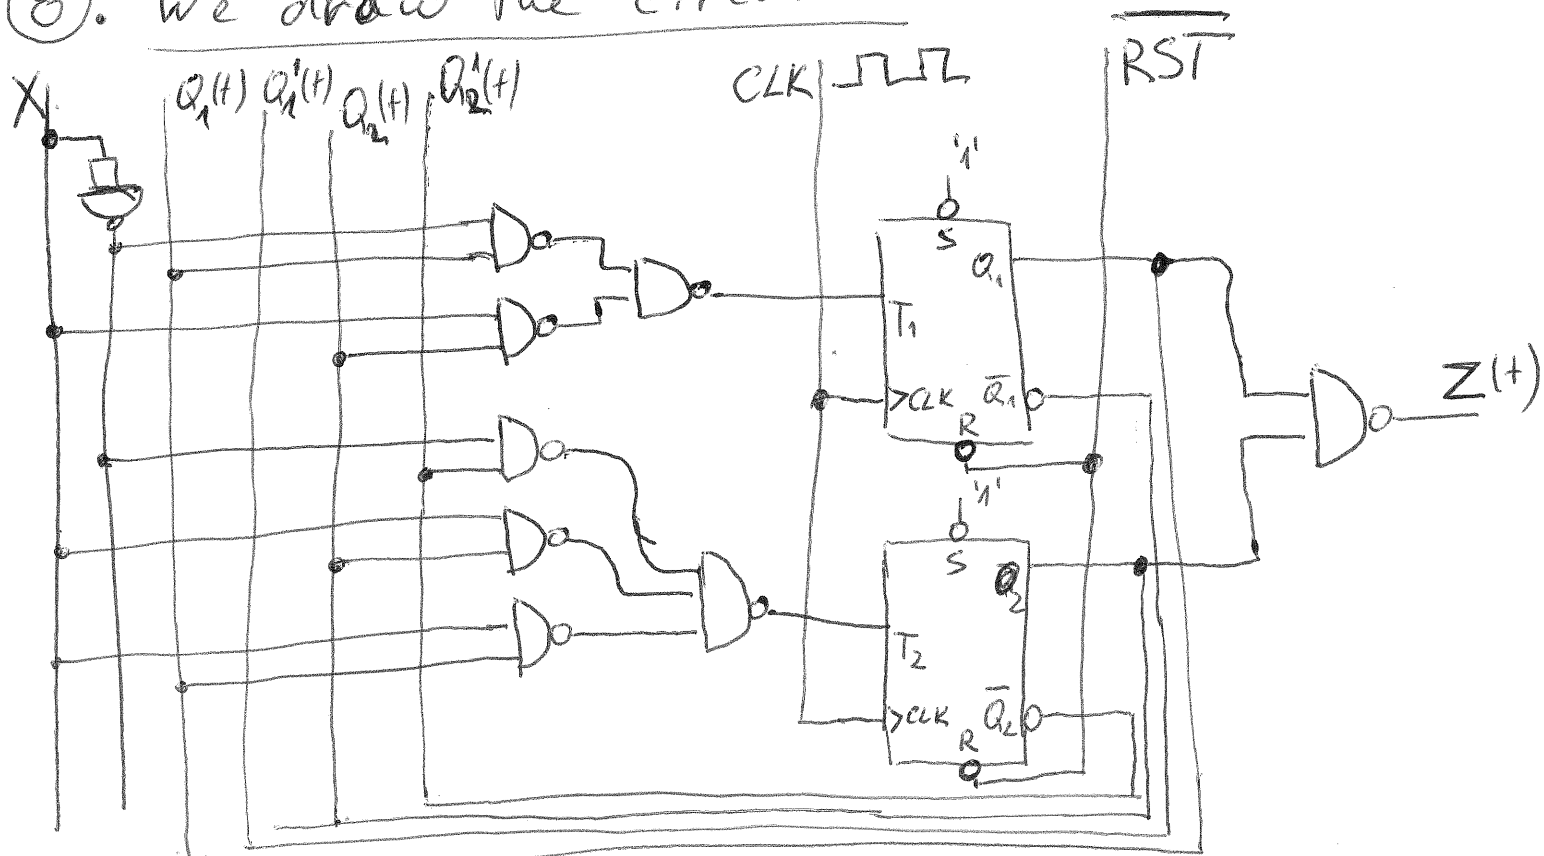 ⑧. We draw the circu
X Q₁(t) Q₁'(t) Q₂(t) Q₂'(t) CLK RST̅
'1'
S
Q₁
T₁
>CLK Q̅₁
R
Z(t)
'1'
S
Q₂
T₂
>CLK Q̅₂
R